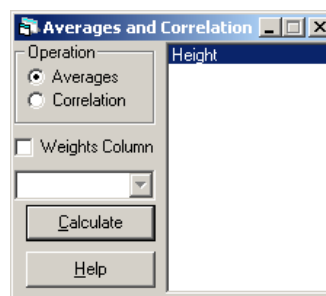 Averages and Correlation
Operation
Averages
Correlation
Weights Column
Calculate
Help
Height